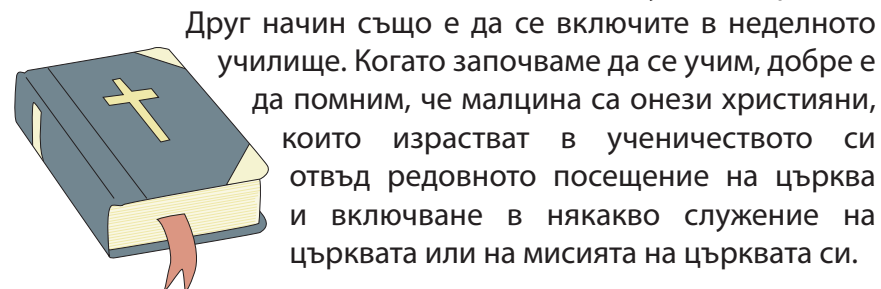 Друг начин също е да се включите в неделното
училище. Когато започваме да се учим, добре е
да помним, че малцина са онези християни,
които израстват в ученичеството си
отвъд редовното посещение на църква
и включване в някакво служение на
църквата или на мисията на църквата си.